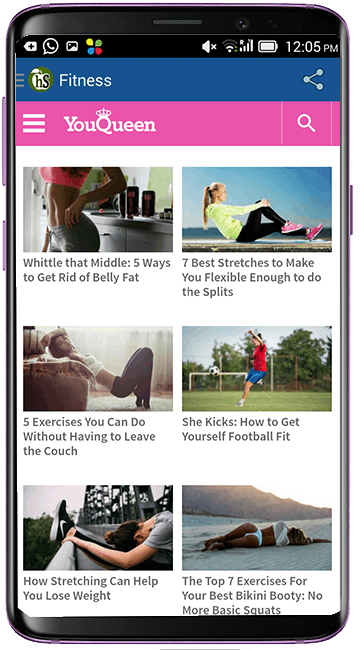 12:05 PM
hS
Fitness
YouQueen
Whittle that Middle: 5 Ways
to Get Rid of Belly Fat
7 Best Stretches to Make
You Flexible Enough to do
the Splits
5 Exercises You Can Do
Without Having to Leave
the Couch
She Kicks: How to Get
Yourself Football Fit
How Stretching Can Help
You Lose Weight
The Top 7 Exercises For
Your Best Bikini Booty: No
More Basic Squats